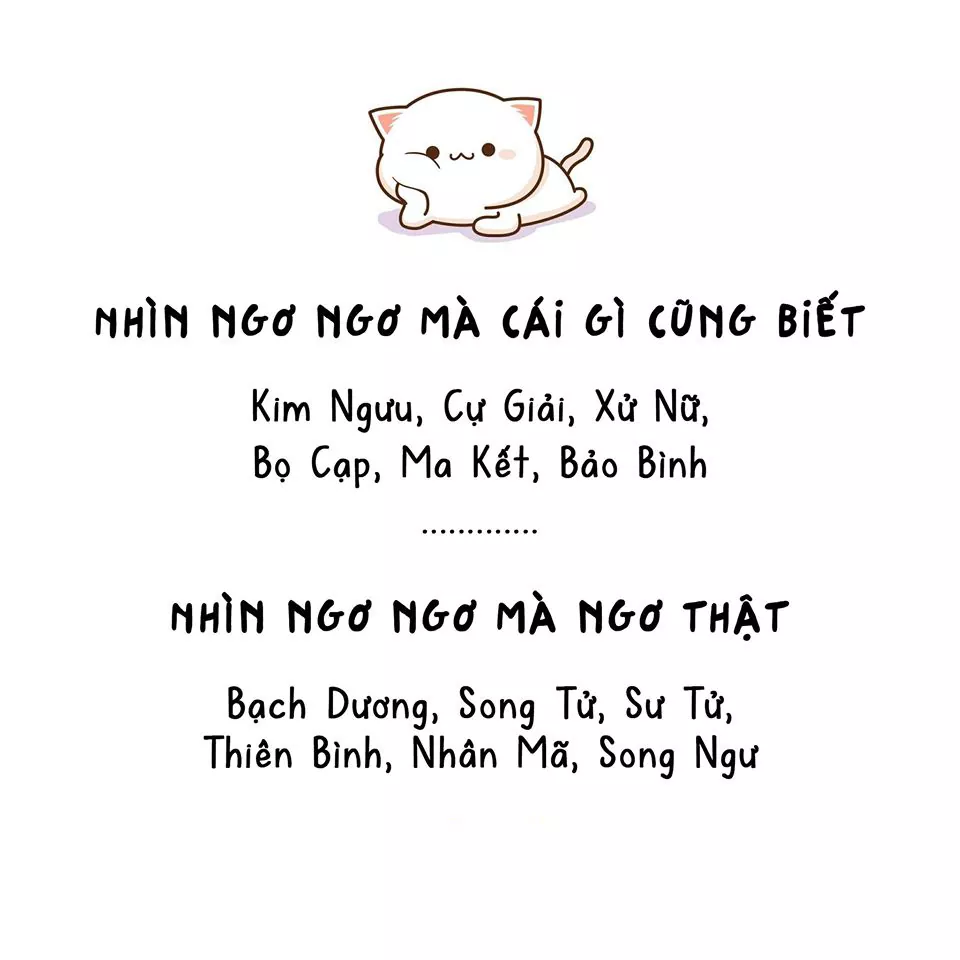 NHÌN NGƠ NGƠ MÀ CÁI GÌ CŨNG BIẾT
Kim Ngưu, Cự Giải, Xử Nữ,
Bọ Cạp, Ma Kết, Bảo Bình
.............
NHÌN NGƠ NGƠ MÀ NGƠ THẬT
Bạch Dương, Song Tử, Sư Tử,
Thiên Bình, Nhân Mã, Song Ngư